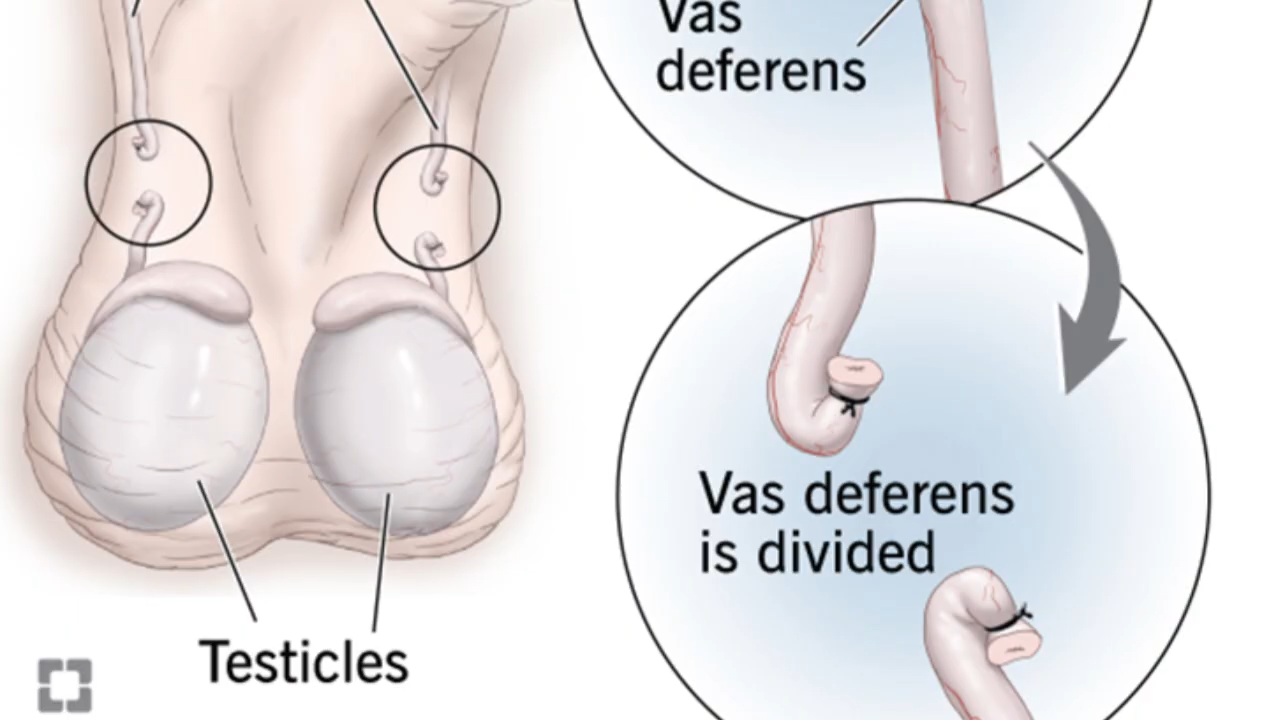 Vas
deferens
Vas deferens
is divided
Testicles